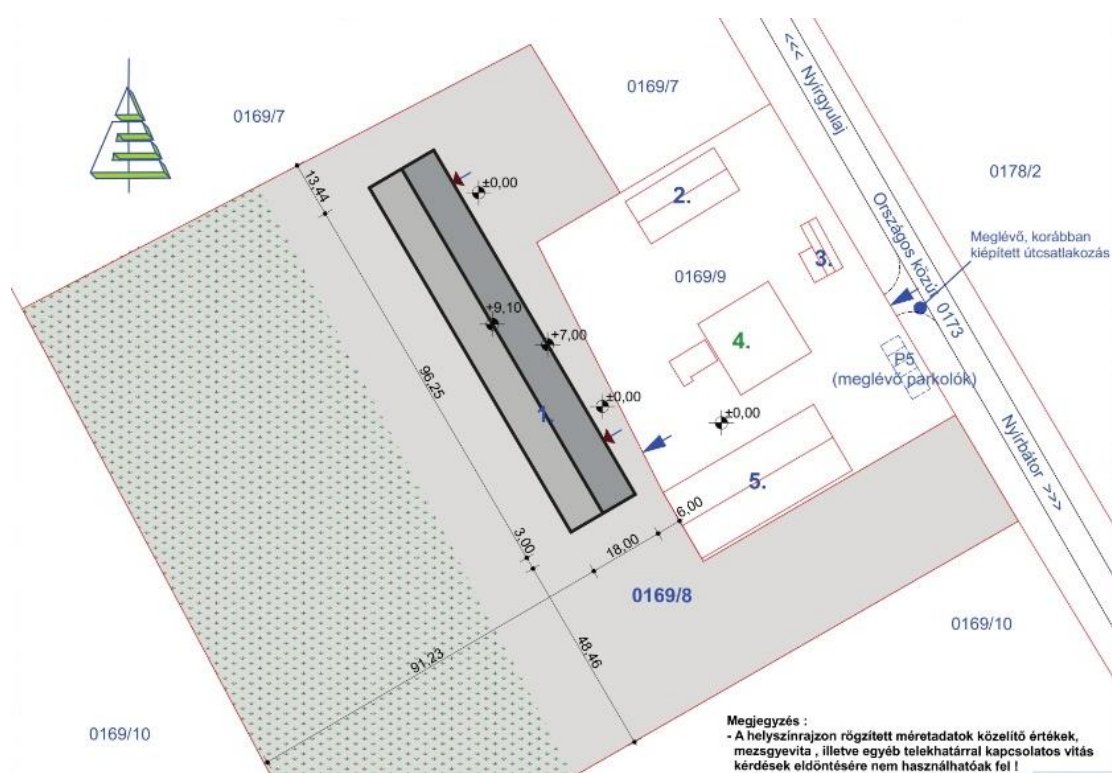 0169/7
0169/7
<<< Nyírgyulaj
0178/2
13,44
±0,00
2.
Országos közút 0173
3.
Meglévő, korábban
kiépített útcsatlakozás
0169/9
+9,10
+7,00
4.
P5
(meglévő parkolók)
96,25
±0,00
1.
±0,00
Nyírbátor >>>
5.
6,00
3,00
18,00
0169/8
0169/10
48,46
91,23
0169/10
Megjegyzés :
- A helyszínrajzon rögzített méretadatok közelítő értékek,
mezsgyevita , illetve egyéb telekhatárral kapcsolatos vitás
kérdések eldöntésére nem használhatóak fel !